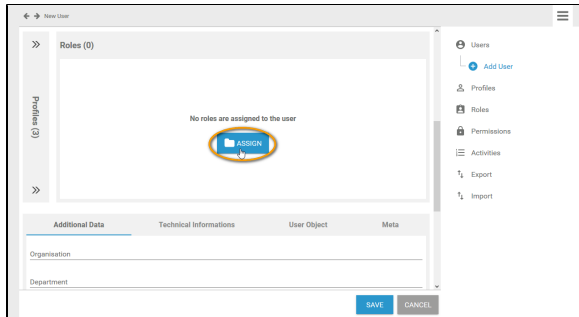 New User
Roles (0)
Profiles (3)
No roles are assigned to the user
ASSIGN
Additional Data
Technical Informations
User Object
Meta
Organisation
Department
SAVE
CANCEL
Users
Add User
Profiles
Roles
Permissions
Activities
Export
Import